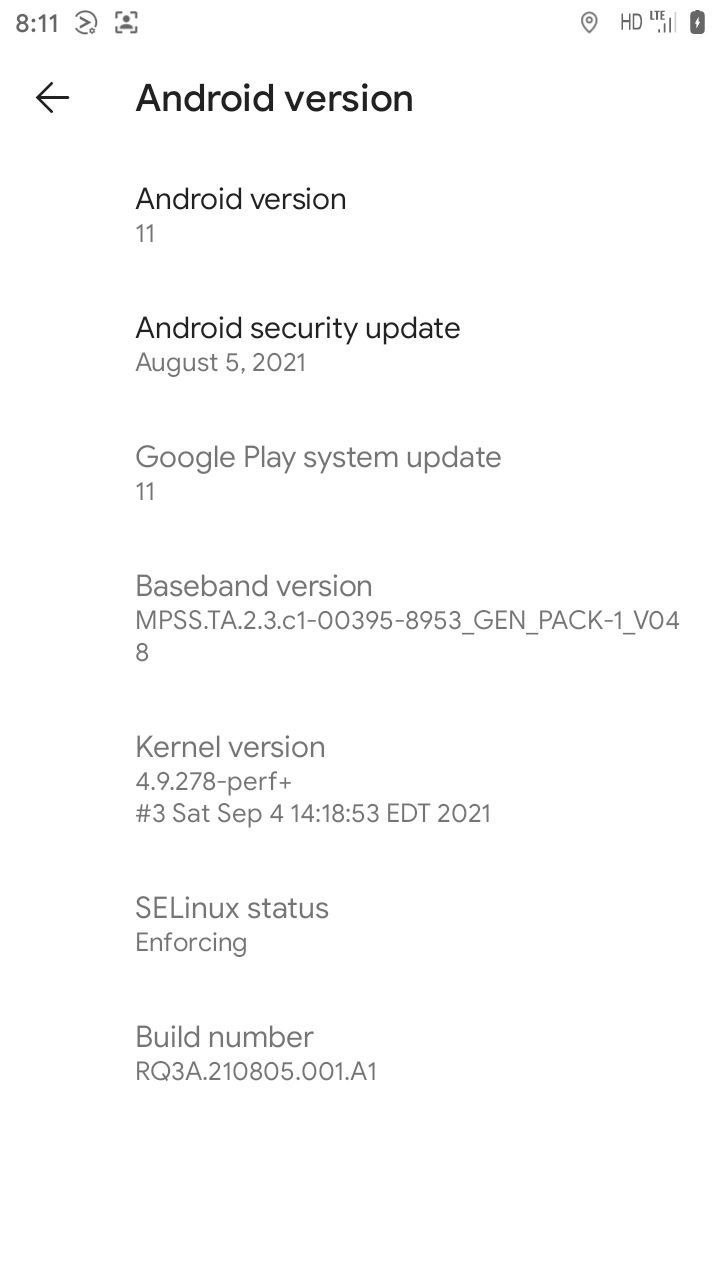 8:11 HD LTE
Android version
Android version
11
Android security update
August 5, 2021
Google Play system update
11
Baseband version
MPSS.TA.2.3.c1-00395-8953_GEN_PACK-1_V04
8
Kernel version
4.9.278-perf+
#3 Sat Sep 4 14:18:53 EDT 2021
SELinux status
Enforcing
Build number
RQ3A.210805.001.A1